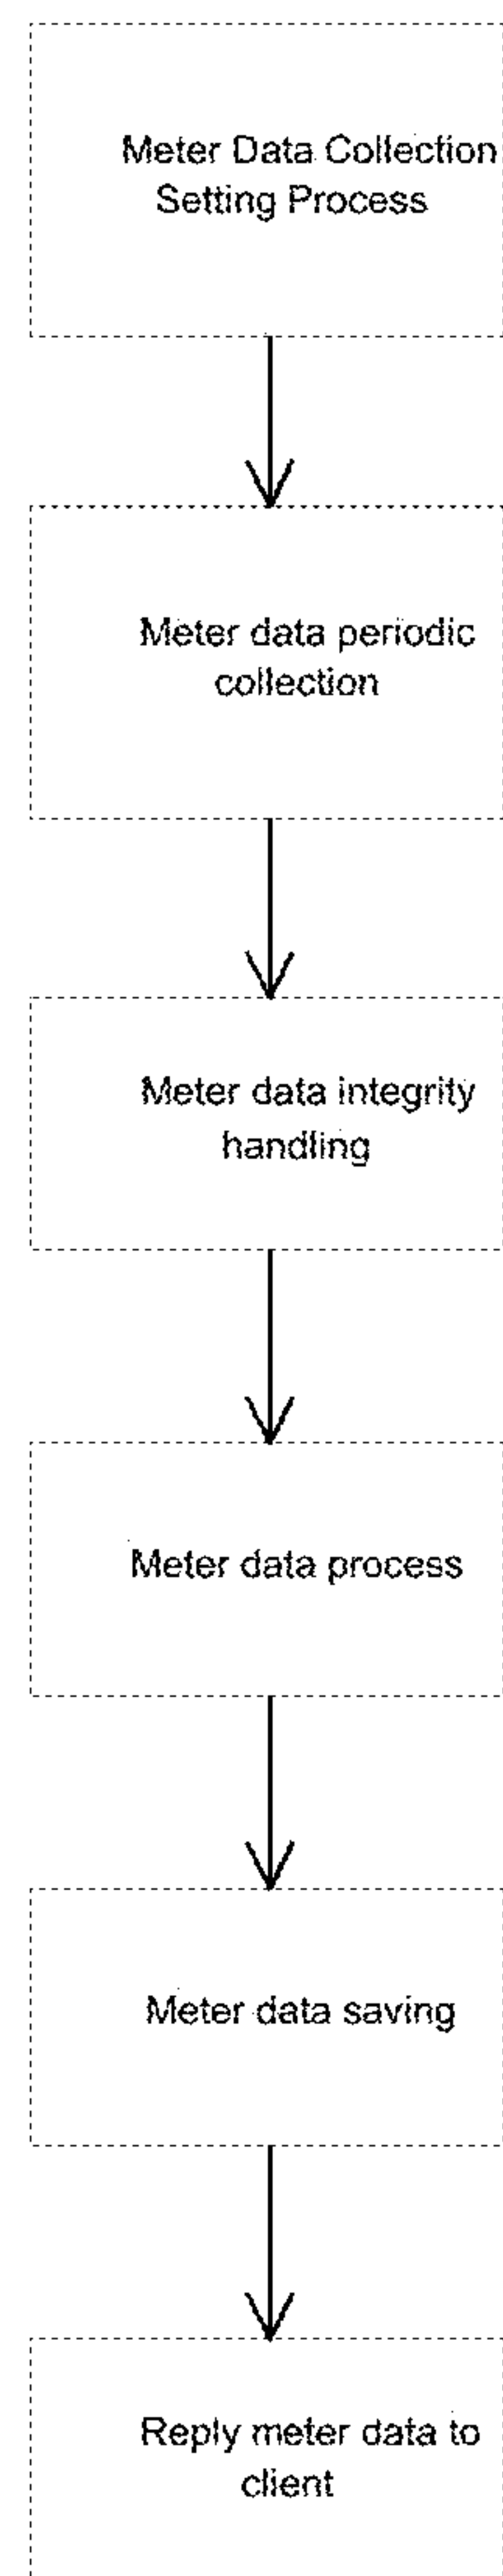 Meter Data Collection
Setting Process
Meter data periodic
collection
Meter data integrity
handling
Meter data process
Meter data saving
Reply meter data to
client